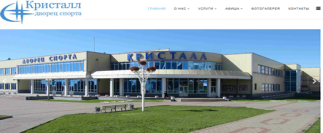 Кристалл
дворец спорта
ГЛАВНАЯ О НАС УСЛУГИ АФИША ФОТОГАЛЕРЕЯ КОНТАКТЫ
ДВОРЕЦ СПОРТА КРИСТАЛЛ